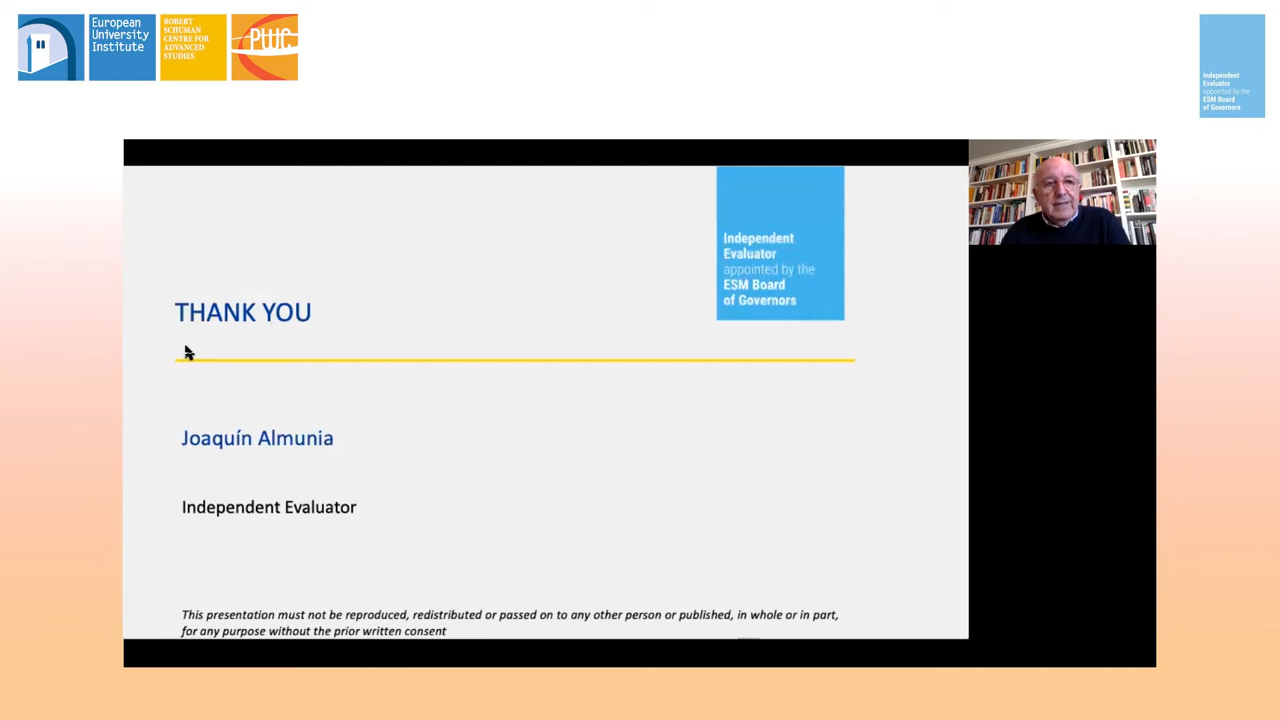 European
University
Institute
ROBERT
SCHUMAN
CENTRE FOR
ADVANCED
STUDIES
PWC
Independent
Evaluator
appointed by the
ESM Board
of Governors
Independent
Evaluator
appointed by the
ESM Board
of Governors
THANK YOU
Joaquín Almunia
Independent Evaluator
This presentation must not be reproduced, redistributed or passed on to any other person or published, in whole or in part,
for any purpose without the prior written consent